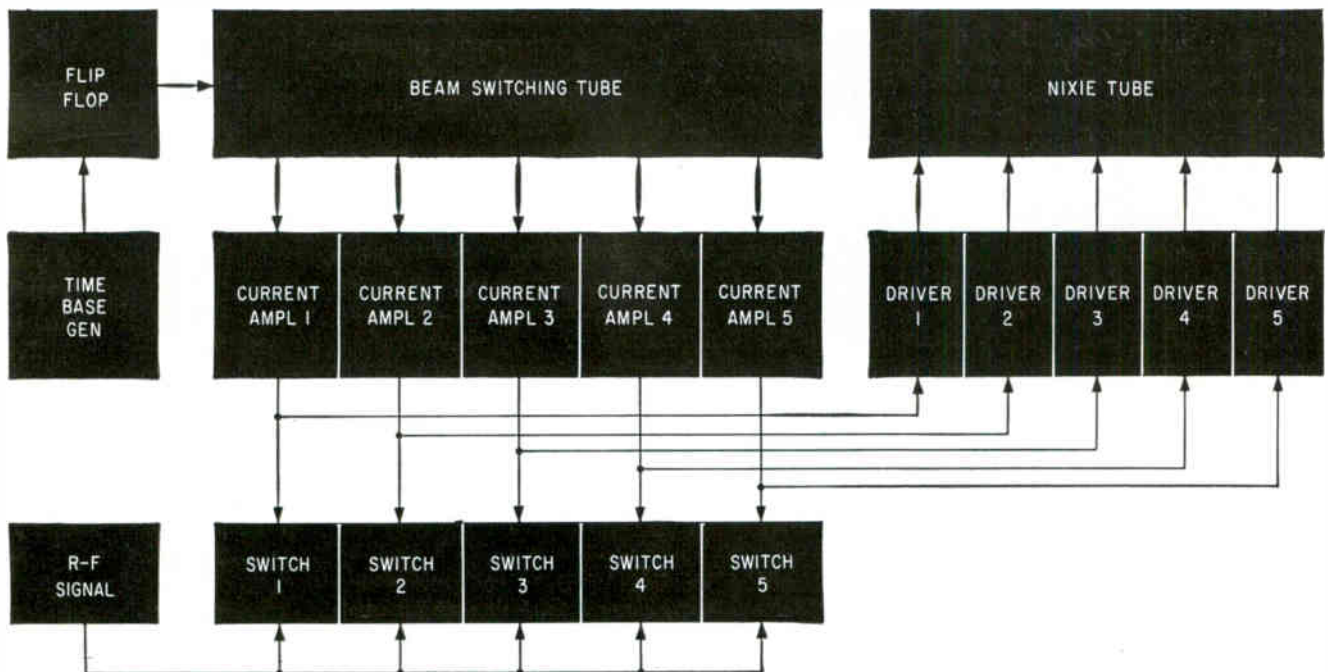 FLIP
FLOP
BEAM SWITCHING TUBE
NIXIE TUBE
TIME
BASE
GEN
CURRENT
AMPL 1
CURRENT
AMPL 2
CURRENT
AMPL 3
CURRENT
AMPL 4
CURRENT
AMPL 5
DRIVER
1
DRIVER
2
DRIVER
3
DRIVER
4
DRIVER
5
R-F
SIGNAL
SWITCH
1
SWITCH
2
SWITCH
3
SWITCH
4
SWITCH
5